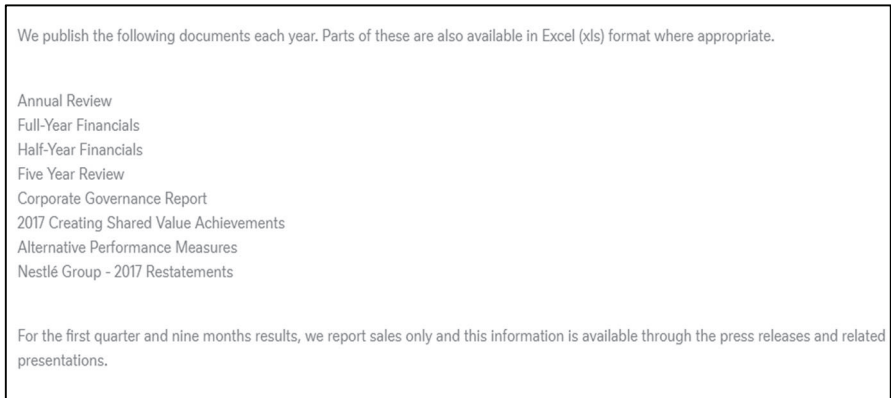 We publish the following documents each year. Parts of these are also available in Excel (xls) format where appropriate.
Annual Review
Full-Year Financials
Half-Year Financials
Five Year Review
Corporate Governance Report
2017 Creating Shared Value Achievements
Alternative Performance Measures
Nestlé Group - 2017 Restatements
For the first quarter and nine months results, we report sales only and this information is available through the press releases and related
presentations.